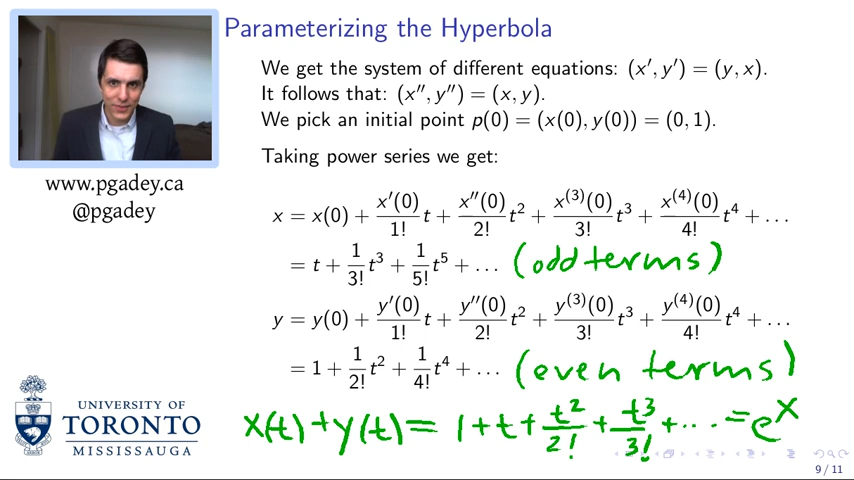 Parameterizing the Hyperbola
We get the system of different equations: (x′, y′) = (y, x).
It follows that: (x″, y″) = (x, y).
We pick an initial point p(0) = (x(0), y(0)) = (0, 1).
Taking power series we get:
x = x(0) + x′(0)/1! t + x″(0)/2! t² + x⁽³⁾(0)/3! t³ + x⁽⁴⁾(0)/4! t⁴ + …
= t + 1/3! t³ + 1/5! t⁵ + … (odd terms)
y = y(0) + y′(0)/1! t + y″(0)/2! t² + y⁽³⁾(0)/3! t³ + y⁽⁴⁾(0)/4! t⁴ + …
= 1 + 1/2! t² + 1/4! t⁴ + … (even terms)
x(t) + y(t) = 1 + t + t²/2! + t³/3! + ⋯ = eˣ
www.pgadey.ca
@pgadey
UNIVERSITY OF
TORONTO
MISSISSAUGA
9 / 11